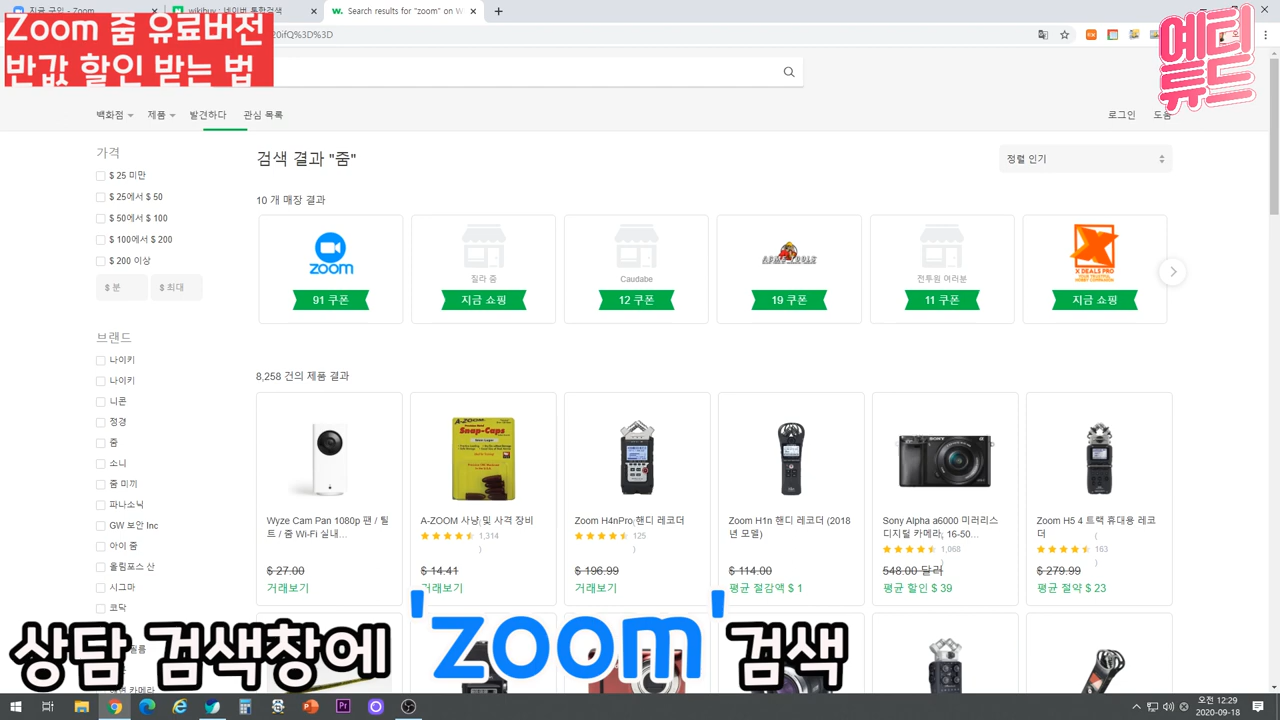 지금 구입 - Zoom
wikibuy : 네이버 통합검색
Search results for "zoom" on W
Zoom 줌 유료버전
반값 할인 받는 법
20ifQ%3D%3D
예티
튜드
백화점
제품
발견하다
관심 목록
로그인
도움
가격
$ 25 미만
$ 25에서 $ 50
$ 50에서 $ 100
$ 100에서 $ 200
$ 200 이상
$ 분
$ 최대
브랜드
나이키
나이키
니콘
정경
줌
소니
줌 미끼
파나소닉
GW 보안 Inc
아이 줌
올림포스 산
시그마
코닥
검색 결과 "줌"
정렬 인기
10 개 매장 결과
zoom
91 쿠폰
질라 줌
지금 쇼핑
Caudabe
12 쿠폰
19 쿠폰
전투원 여러분
11 쿠폰
X DEALS PRO
지금 쇼핑
8,258 건의 제품 결과
Wyze Cam Pan 1080p 팬 / 틸
트 / 줌 Wi-Fi 실내...
$ 27.00
거래보기
Snap-Caps
A-ZOOM 사냥 및 사격 장비
1,314
)
$ 14.41
거래보기
Zoom H4nPro 핸디 레코더
125
)
$ 196.99
거래보기
Zoom H1n 핸디 레코더 (2018
년 모델)
$ 114.00
평균 절감액 $ 1
SONY
Sony Alpha a6000 미러리스
디지털 카메라, 16-50...
1,068
548.00 달러
평균 할인 $ 39
Zoom H5 4 트랙 휴대용 레코
더
(
163
)
$ 279.99
평균 절약 $ 23
상담 검색창에 'zoom' 검색
오전 12:29
2020-09-18